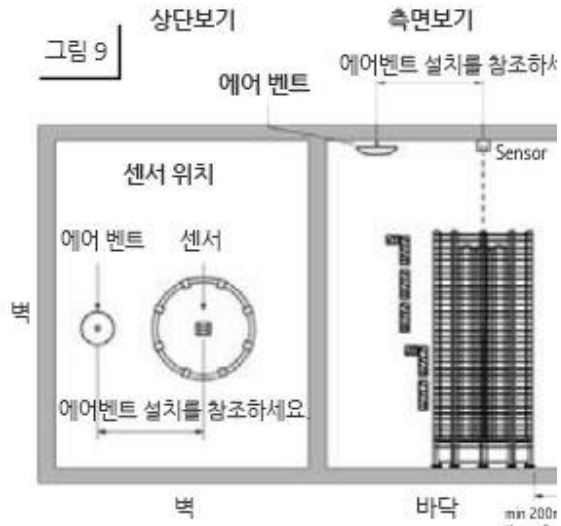 상단보기
측면보기
그림 9
에어벤트 설치를 참조하세
에어 벤트
Sensor
센서 위치
에어 벤트
센서
벽
에어벤트 설치를 참조하세요.
벽
바닥
min 200